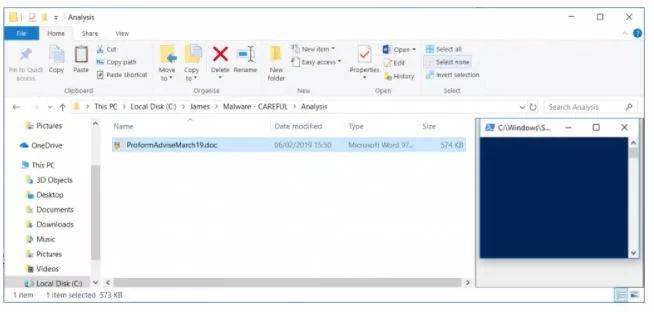 Analysis
File Home Share View
Pin to Quick access
Copy
Paste
Cut
Copy path
Paste shortcut
Clipboard
Move to
Copy to
Delete
Rename
Organise
New folder
New item
Easy access
New
Properties
Open
Edit
History
Open
Select all
Select none
Invert selection
Select
> This PC > Local Disk (C:) > James > Malware - CAREFUL > Analysis
Search Analysis
Name Date modified Type Size
ProformAdviseMarch19.doc 06/02/2019 15:50 Microsoft Word 97... 574 KB
Pictures
OneDrive
This PC
3D Objects
Desktop
Documents
Downloads
Music
Pictures
Videos
Local Disk (C:)
C:\Windows\S...
1 item 1 item selected 573 KB